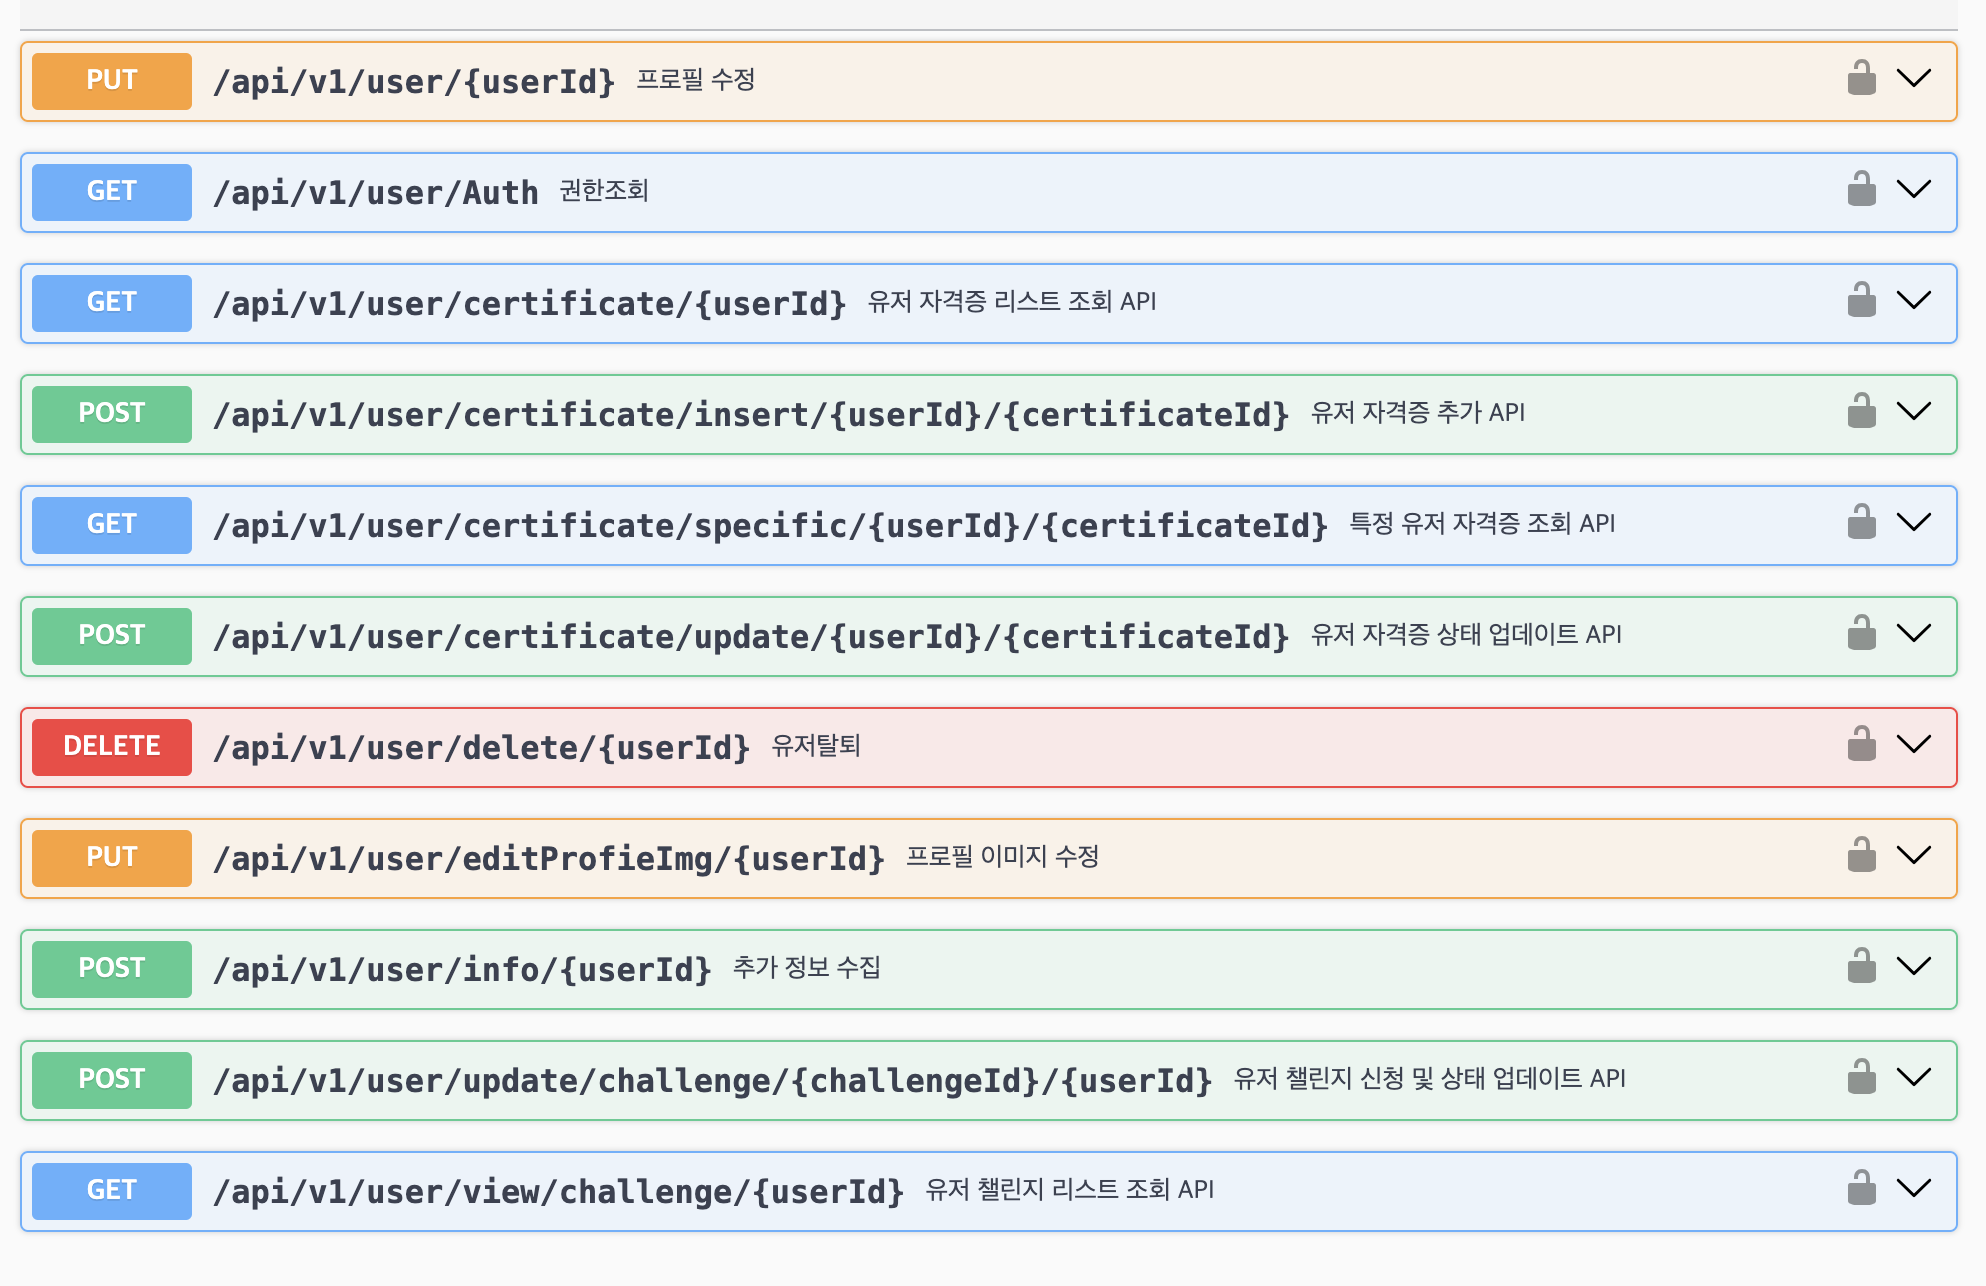 PUT /api/v1/user/{userId} 프로필 수정
GET /api/v1/user/Auth 권한조회
GET /api/v1/user/certificate/{userId} 유저 자격증 리스트 조회 API
POST /api/v1/user/certificate/insert/{userId}/{certificateId} 유저 자격증 추가 API
GET /api/v1/user/certificate/specific/{userId}/{certificateId} 특정 유저 자격증 조회 API
POST /api/v1/user/certificate/update/{userId}/{certificateId} 유저 자격증 상태 업데이트 API
DELETE /api/v1/user/delete/{userId} 유저탈퇴
PUT /api/v1/user/editProfieImg/{userId} 프로필 이미지 수정
POST /api/v1/user/info/{userId} 추가 정보 수집
POST /api/v1/user/update/challenge/{challengeId}/{userId} 유저 챌린지 신청 및 상태 업데이트 API
GET /api/v1/user/view/challenge/{userId} 유저 챌린지 리스트 조회 API